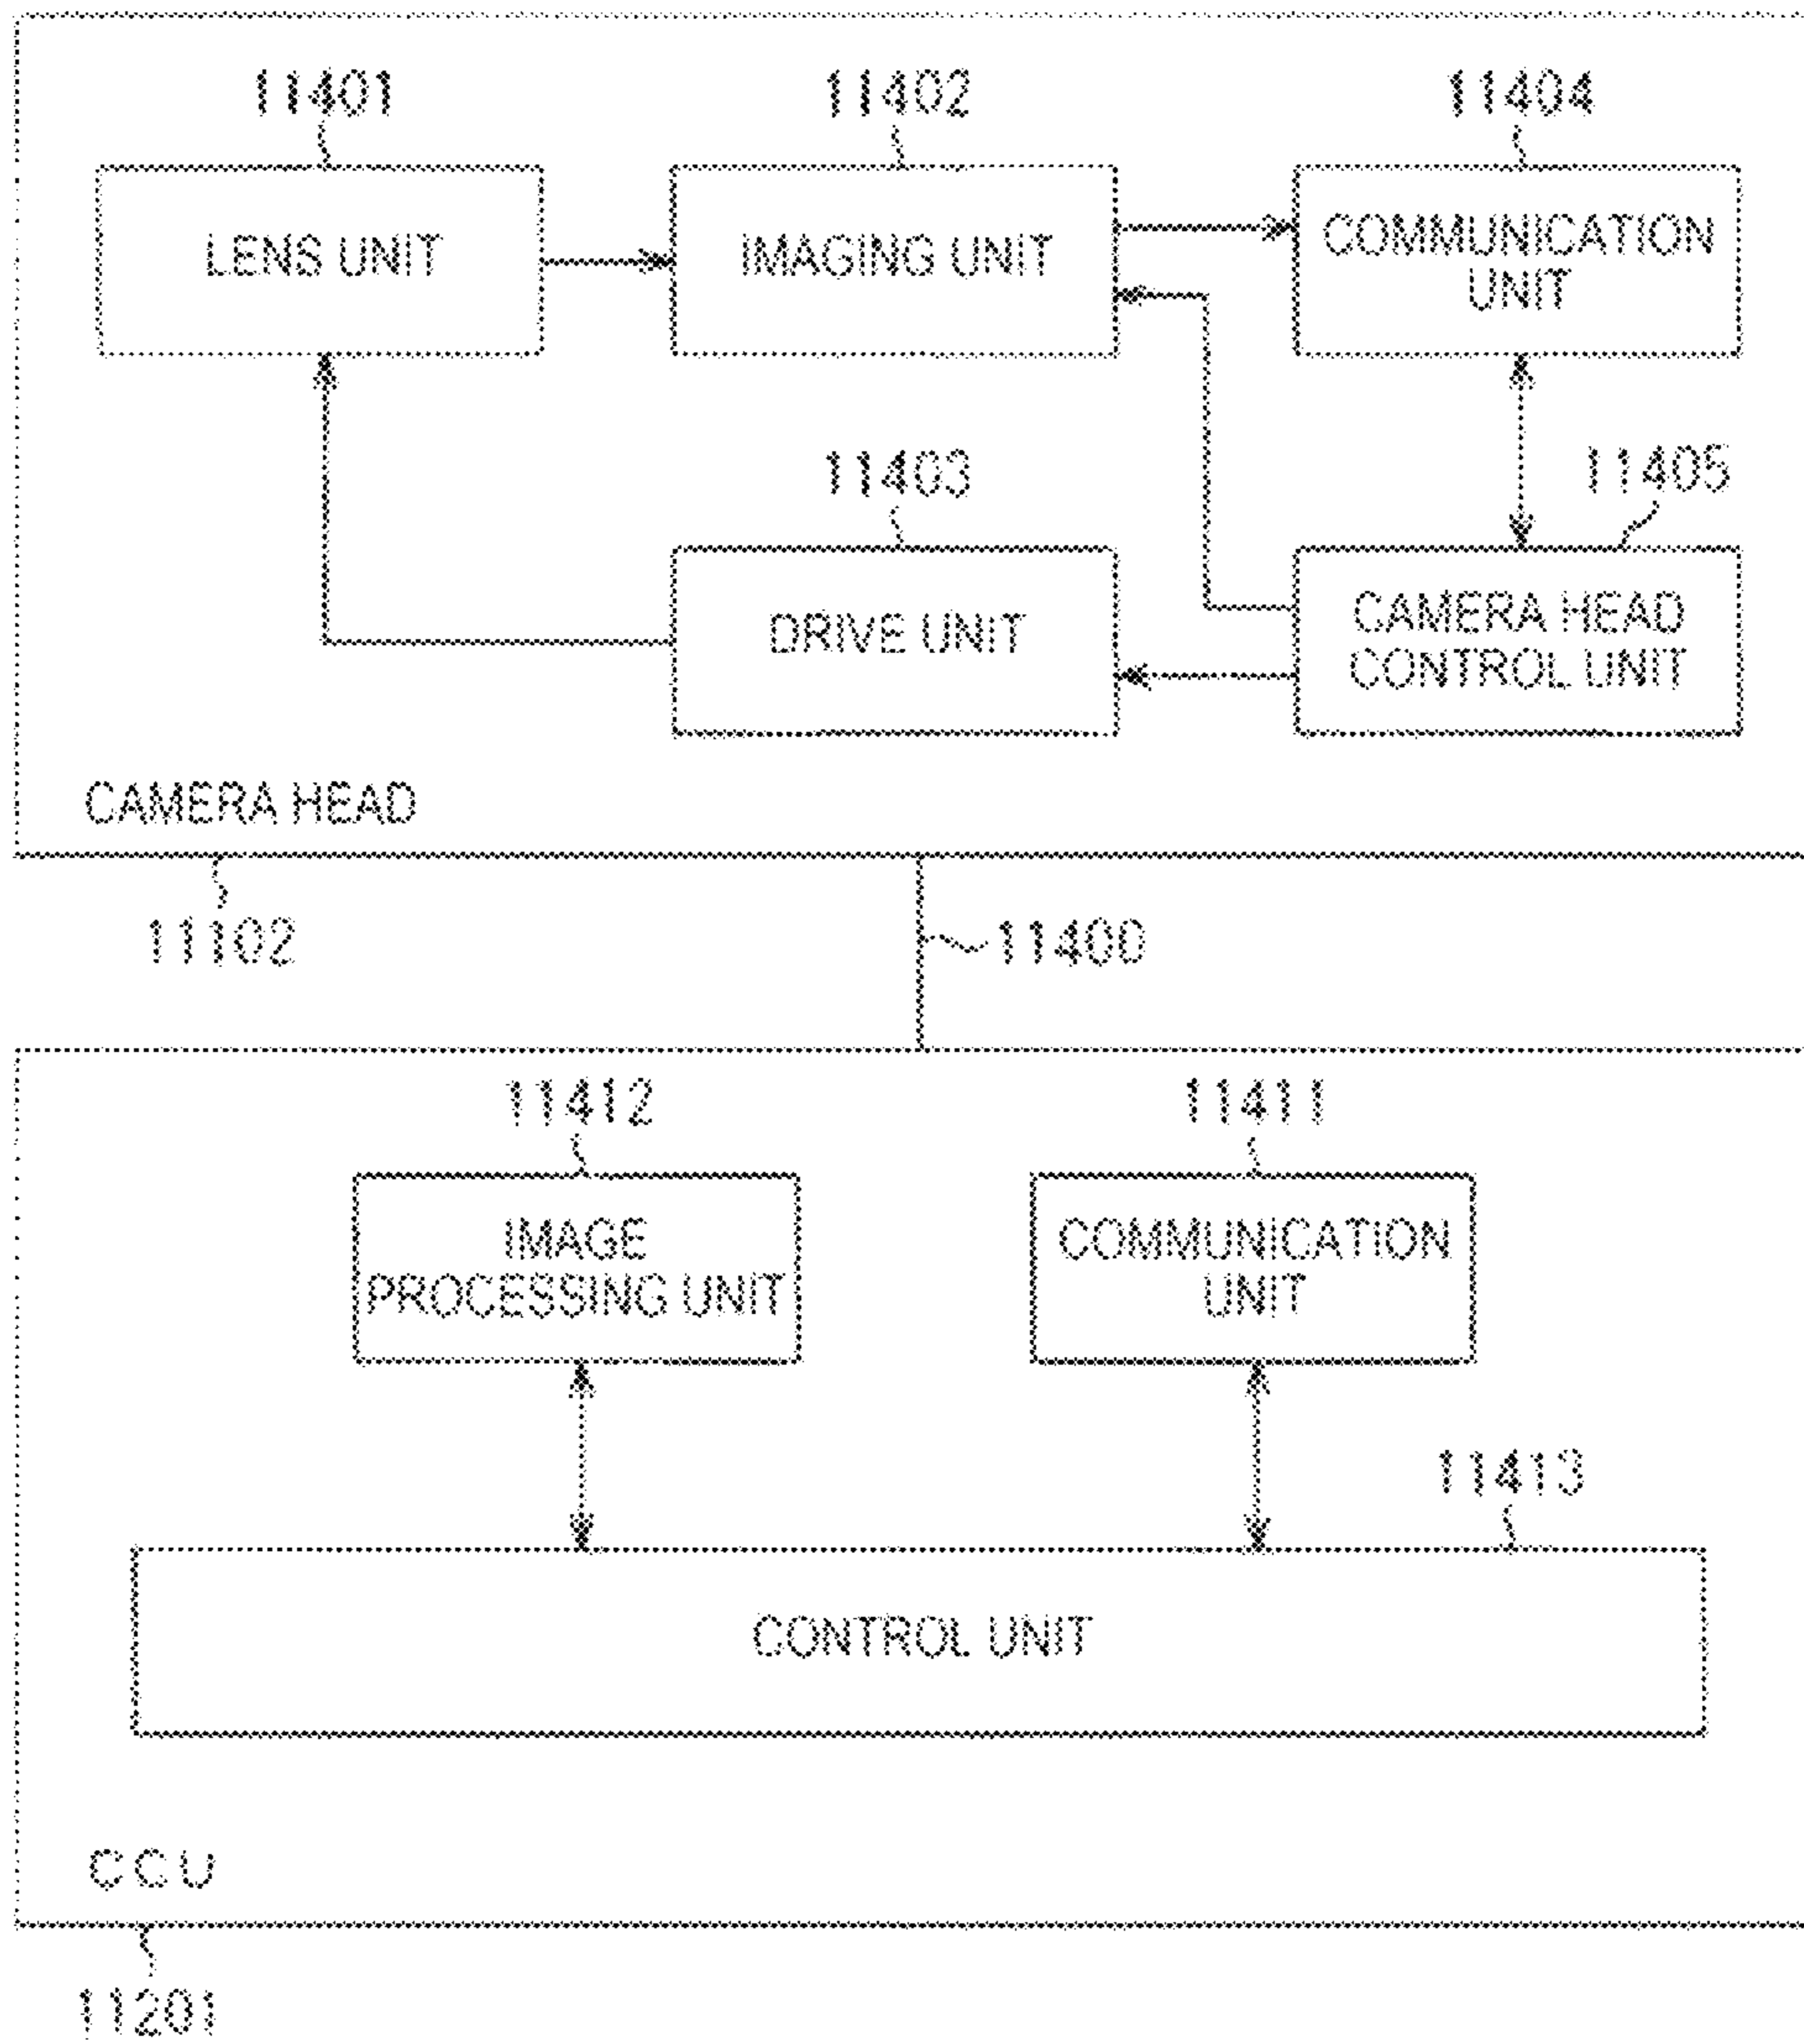 11401
11402
11404
LENS UNIT
IMAGING UNIT
COMMUNICATION
UNIT
11403
11405
DRIVE UNIT
CAMERA HEAD
CONTROL UNIT
CAMERA HEAD
11102
11400
11412
11411
IMAGE
PROCESSING UNIT
COMMUNICATION
UNIT
11413
CONTROL UNIT
CCU
11201